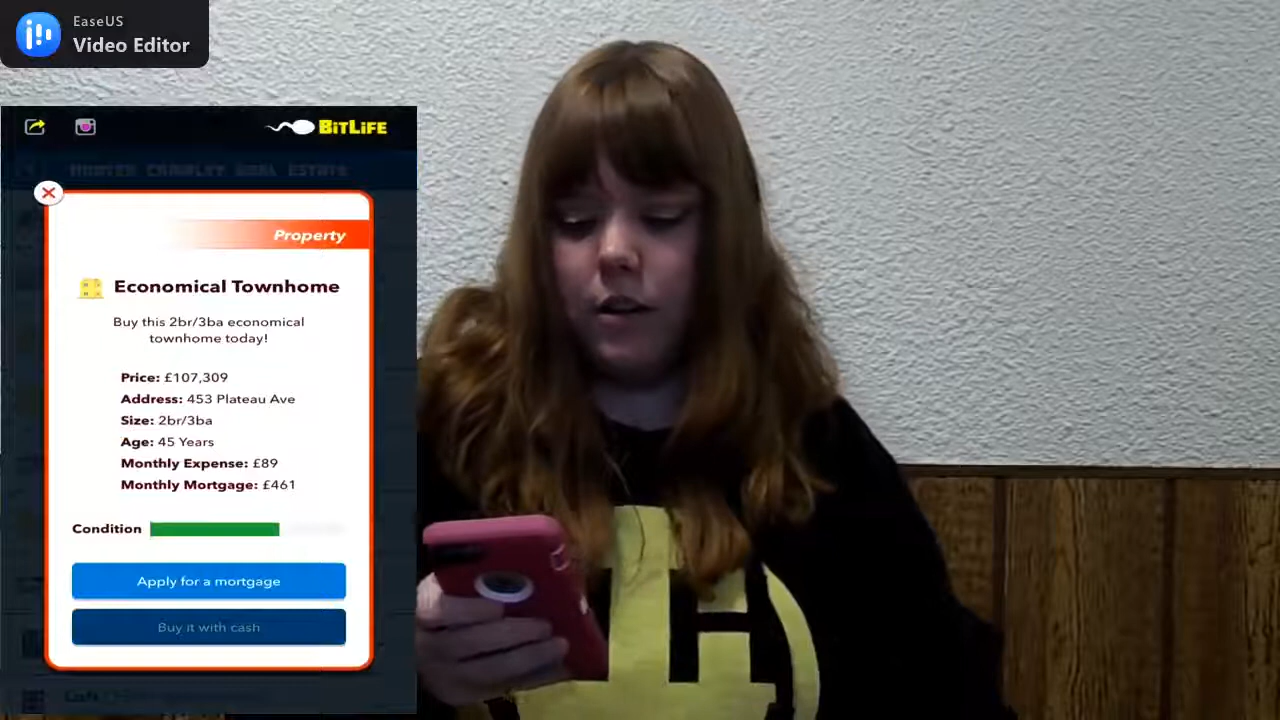 EaseUS
Video Editor
BITLIFE
Property
Economical Townhome
Buy this 2br/3ba economical
townhome today!
Price: £107,309
Address: 453 Plateau Ave
Size: 2br/3ba
Age: 45 Years
Monthly Expense: £89
Monthly Mortgage: £461
Condition
Apply for a mortgage
Buy it with cash